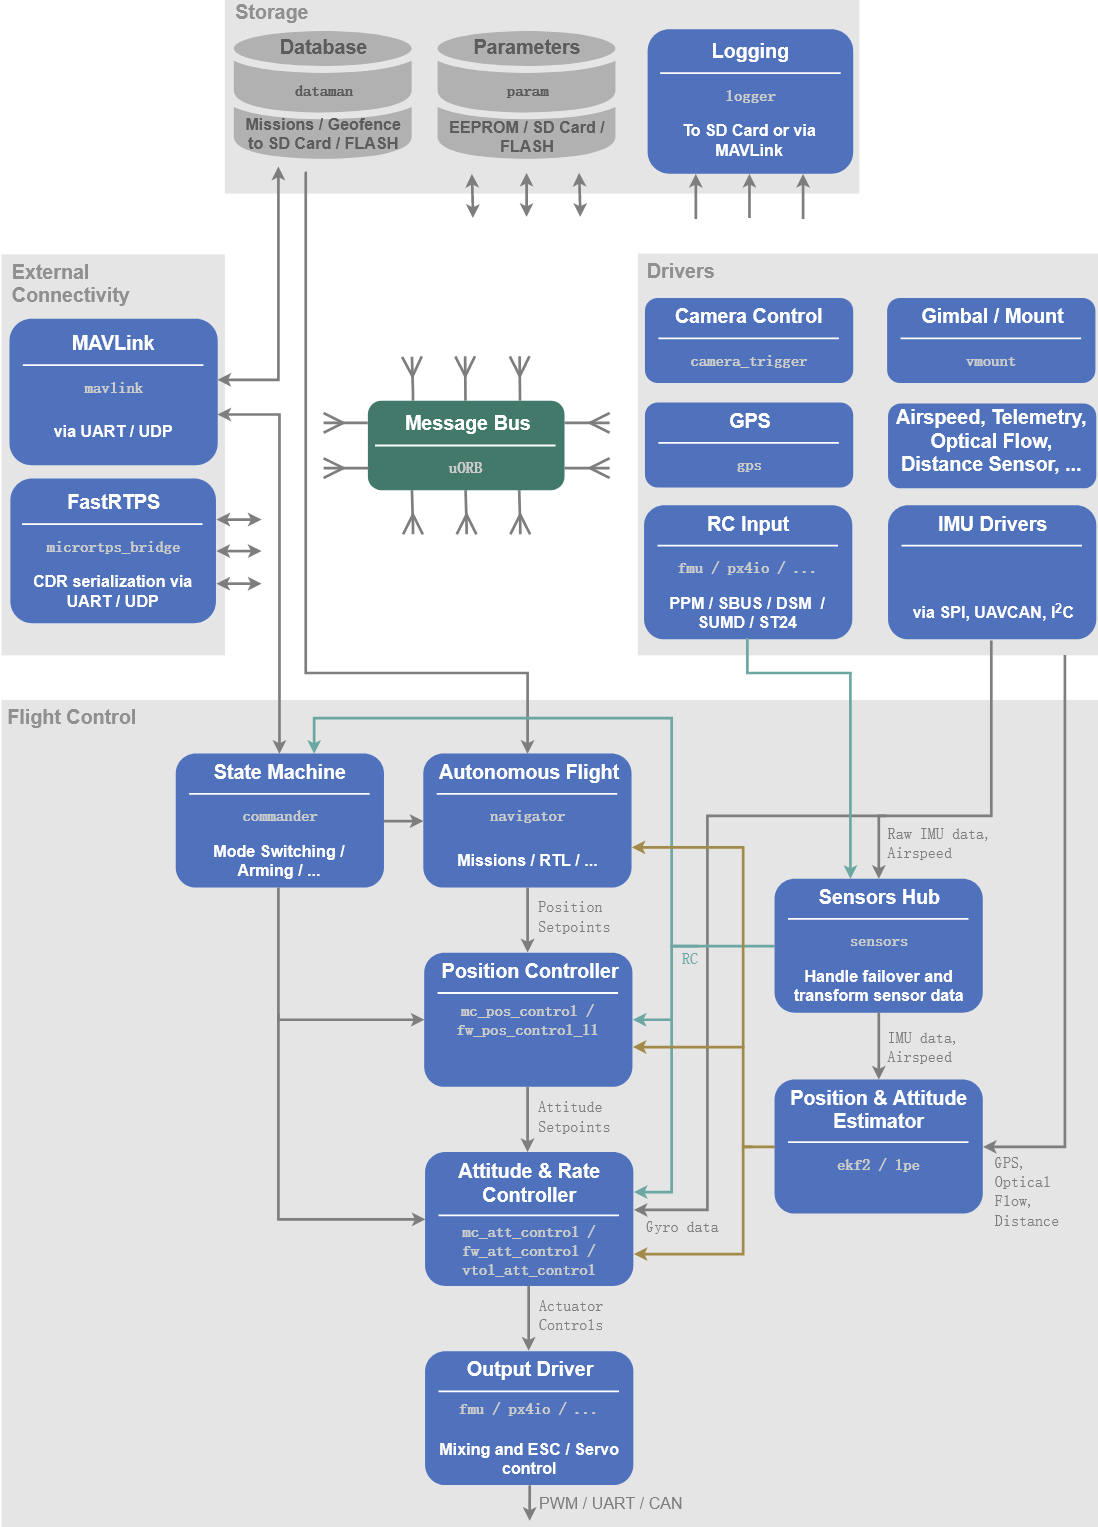 Storage
Database
dataman
Missions / Geofence
to SD Card / FLASH
Parameters
param
EEPROM / SD Card /
FLASH
Logging
logger
To SD Card or via
MAVLink
External
Connectivity
MAVLink
mavlink
via UART / UDP
FastRTPS
micrortps_bridge
CDR serialization via
UART / UDP
Message Bus
uORB
Drivers
Camera Control
camera_trigger
Gimbal / Mount
vmount
GPS
gps
Airspeed, Telemetry,
Optical Flow,
Distance Sensor, ...
RC Input
fmu / px4io / ...
PPM / SBUS / DSM /
SUMD / ST24
IMU Drivers
via SPI, UAVCAN, I²C
Flight Control
State Machine
commander
Mode Switching /
Arming / ...
Autonomous Flight
navigator
Missions / RTL / ...
Raw IMU data,
Airspeed
Sensors Hub
sensors
Handle failover and
transform sensor data
Position
Setpoints
RC
Position Controller
mc_pos_control /
fw_pos_control_l1
IMU data,
Airspeed
Position & Attitude
Estimator
ekf2 / lpe
Attitude
Setpoints
GPS,
Optical
Flow,
Distance
Attitude & Rate
Controller
mc_att_control /
fw_att_control /
vtol_att_control
Gyro data
Actuator
Controls
Output Driver
fmu / px4io / ...
Mixing and ESC / Servo
control
PWM / UART / CAN